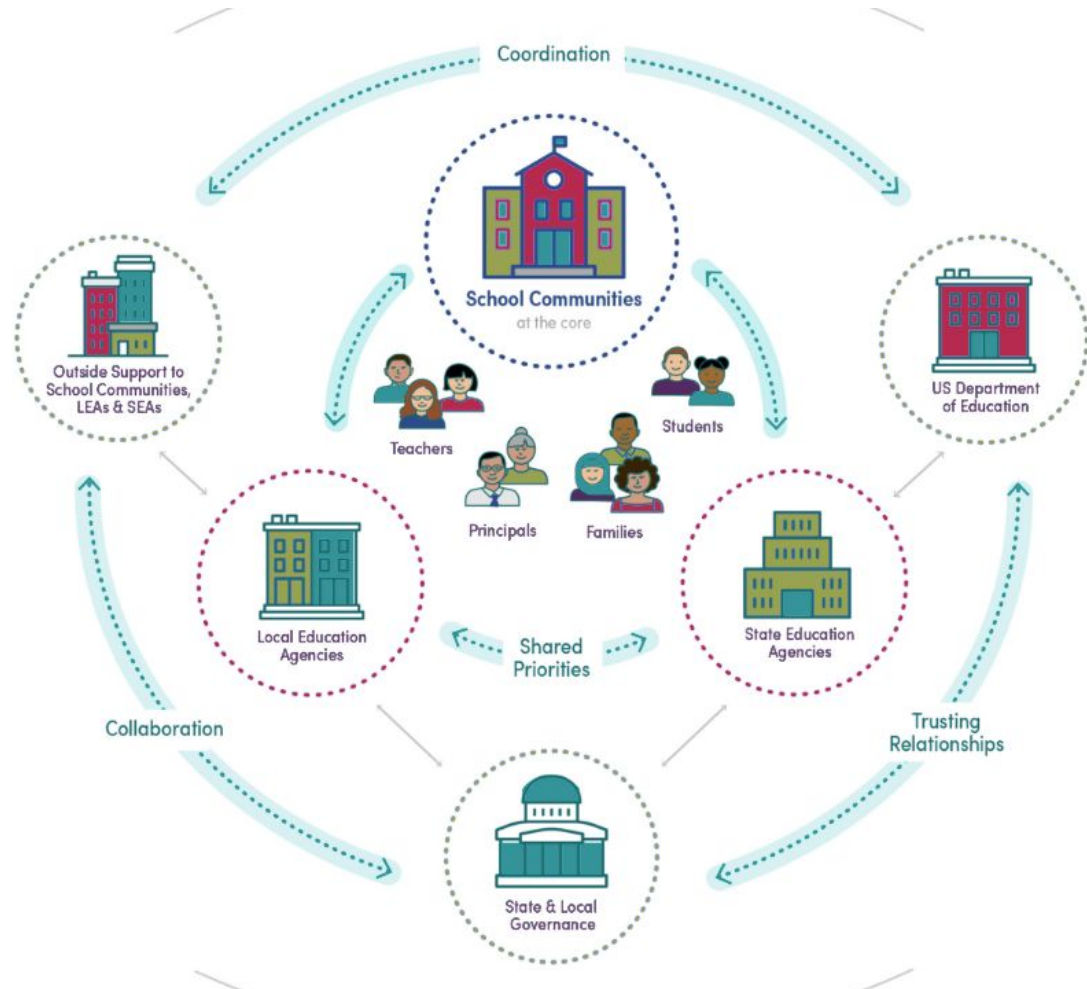 Coordination
School Communities
at the core
Outside Support to
School Communities,
LEAs & SEAs
US Department
of Education
Teachers
Students
Principals
Families
Local Education
Agencies
State Education
Agencies
Shared
Priorities
Collaboration
Trusting
Relationships
State & Local
Governance